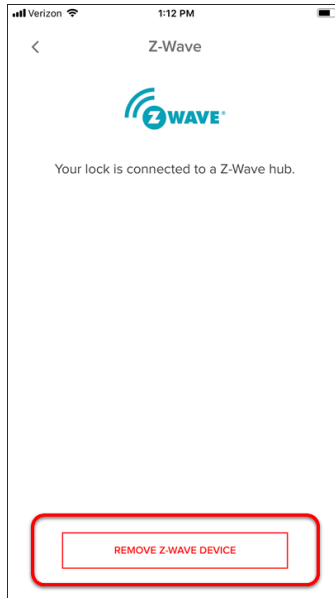 Verizon 1:12 PM
Z-Wave
Z WAVE®
Your lock is connected to a Z-Wave hub.
REMOVE Z-WAVE DEVICE